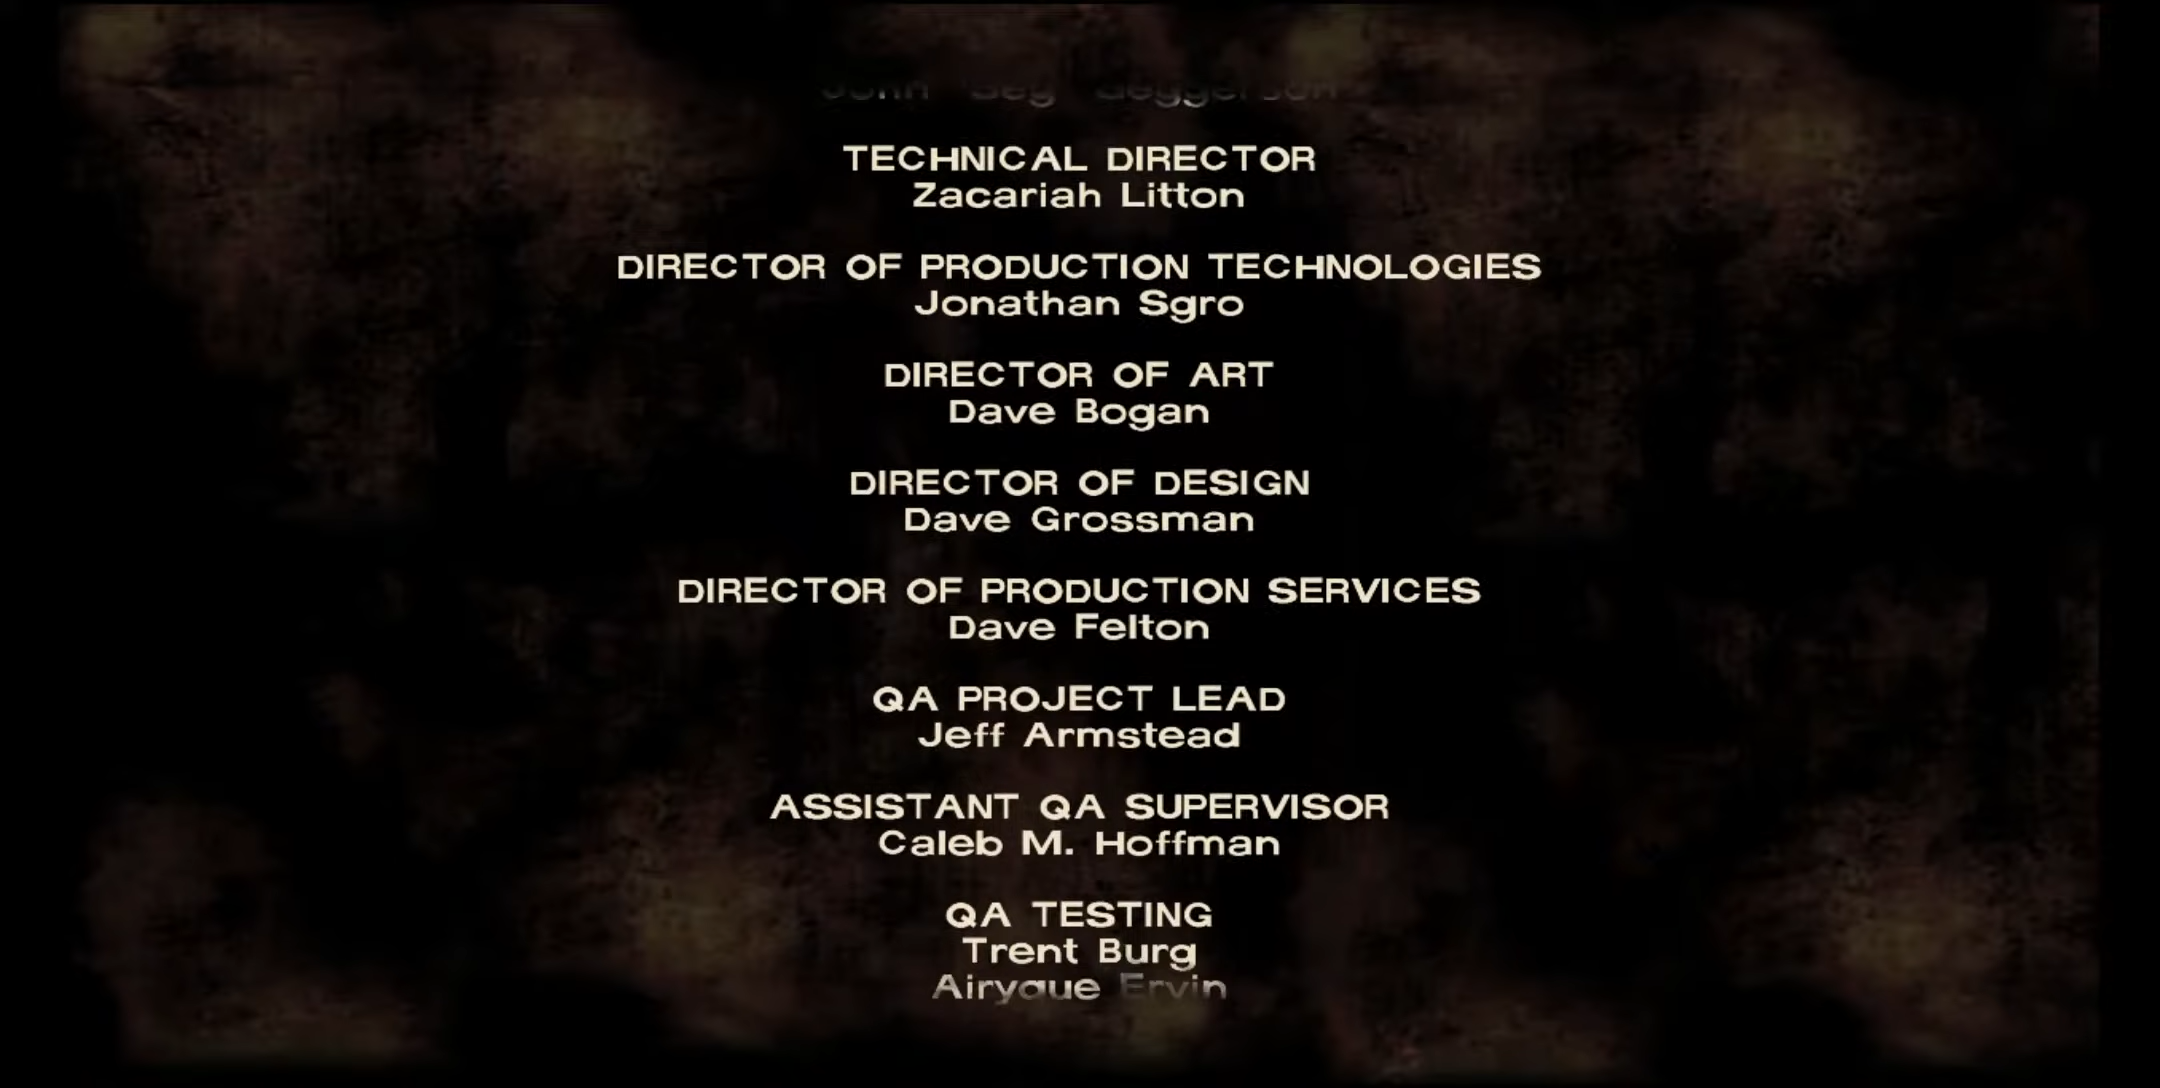 TECHNICAL DIRECTOR
Zacariah Litton
DIRECTOR OF PRODUCTION TECHNOLOGIES
Jonathan Sgro
DIRECTOR OF ART
Dave Bogan
DIRECTOR OF DESIGN
Dave Grossman
DIRECTOR OF PRODUCTION SERVICES
Dave Felton
QA PROJECT LEAD
Jeff Armstead
ASSISTANT QA SUPERVISOR
Caleb M. Hoffman
QA TESTING
Trent Burg
Airyque Ervin